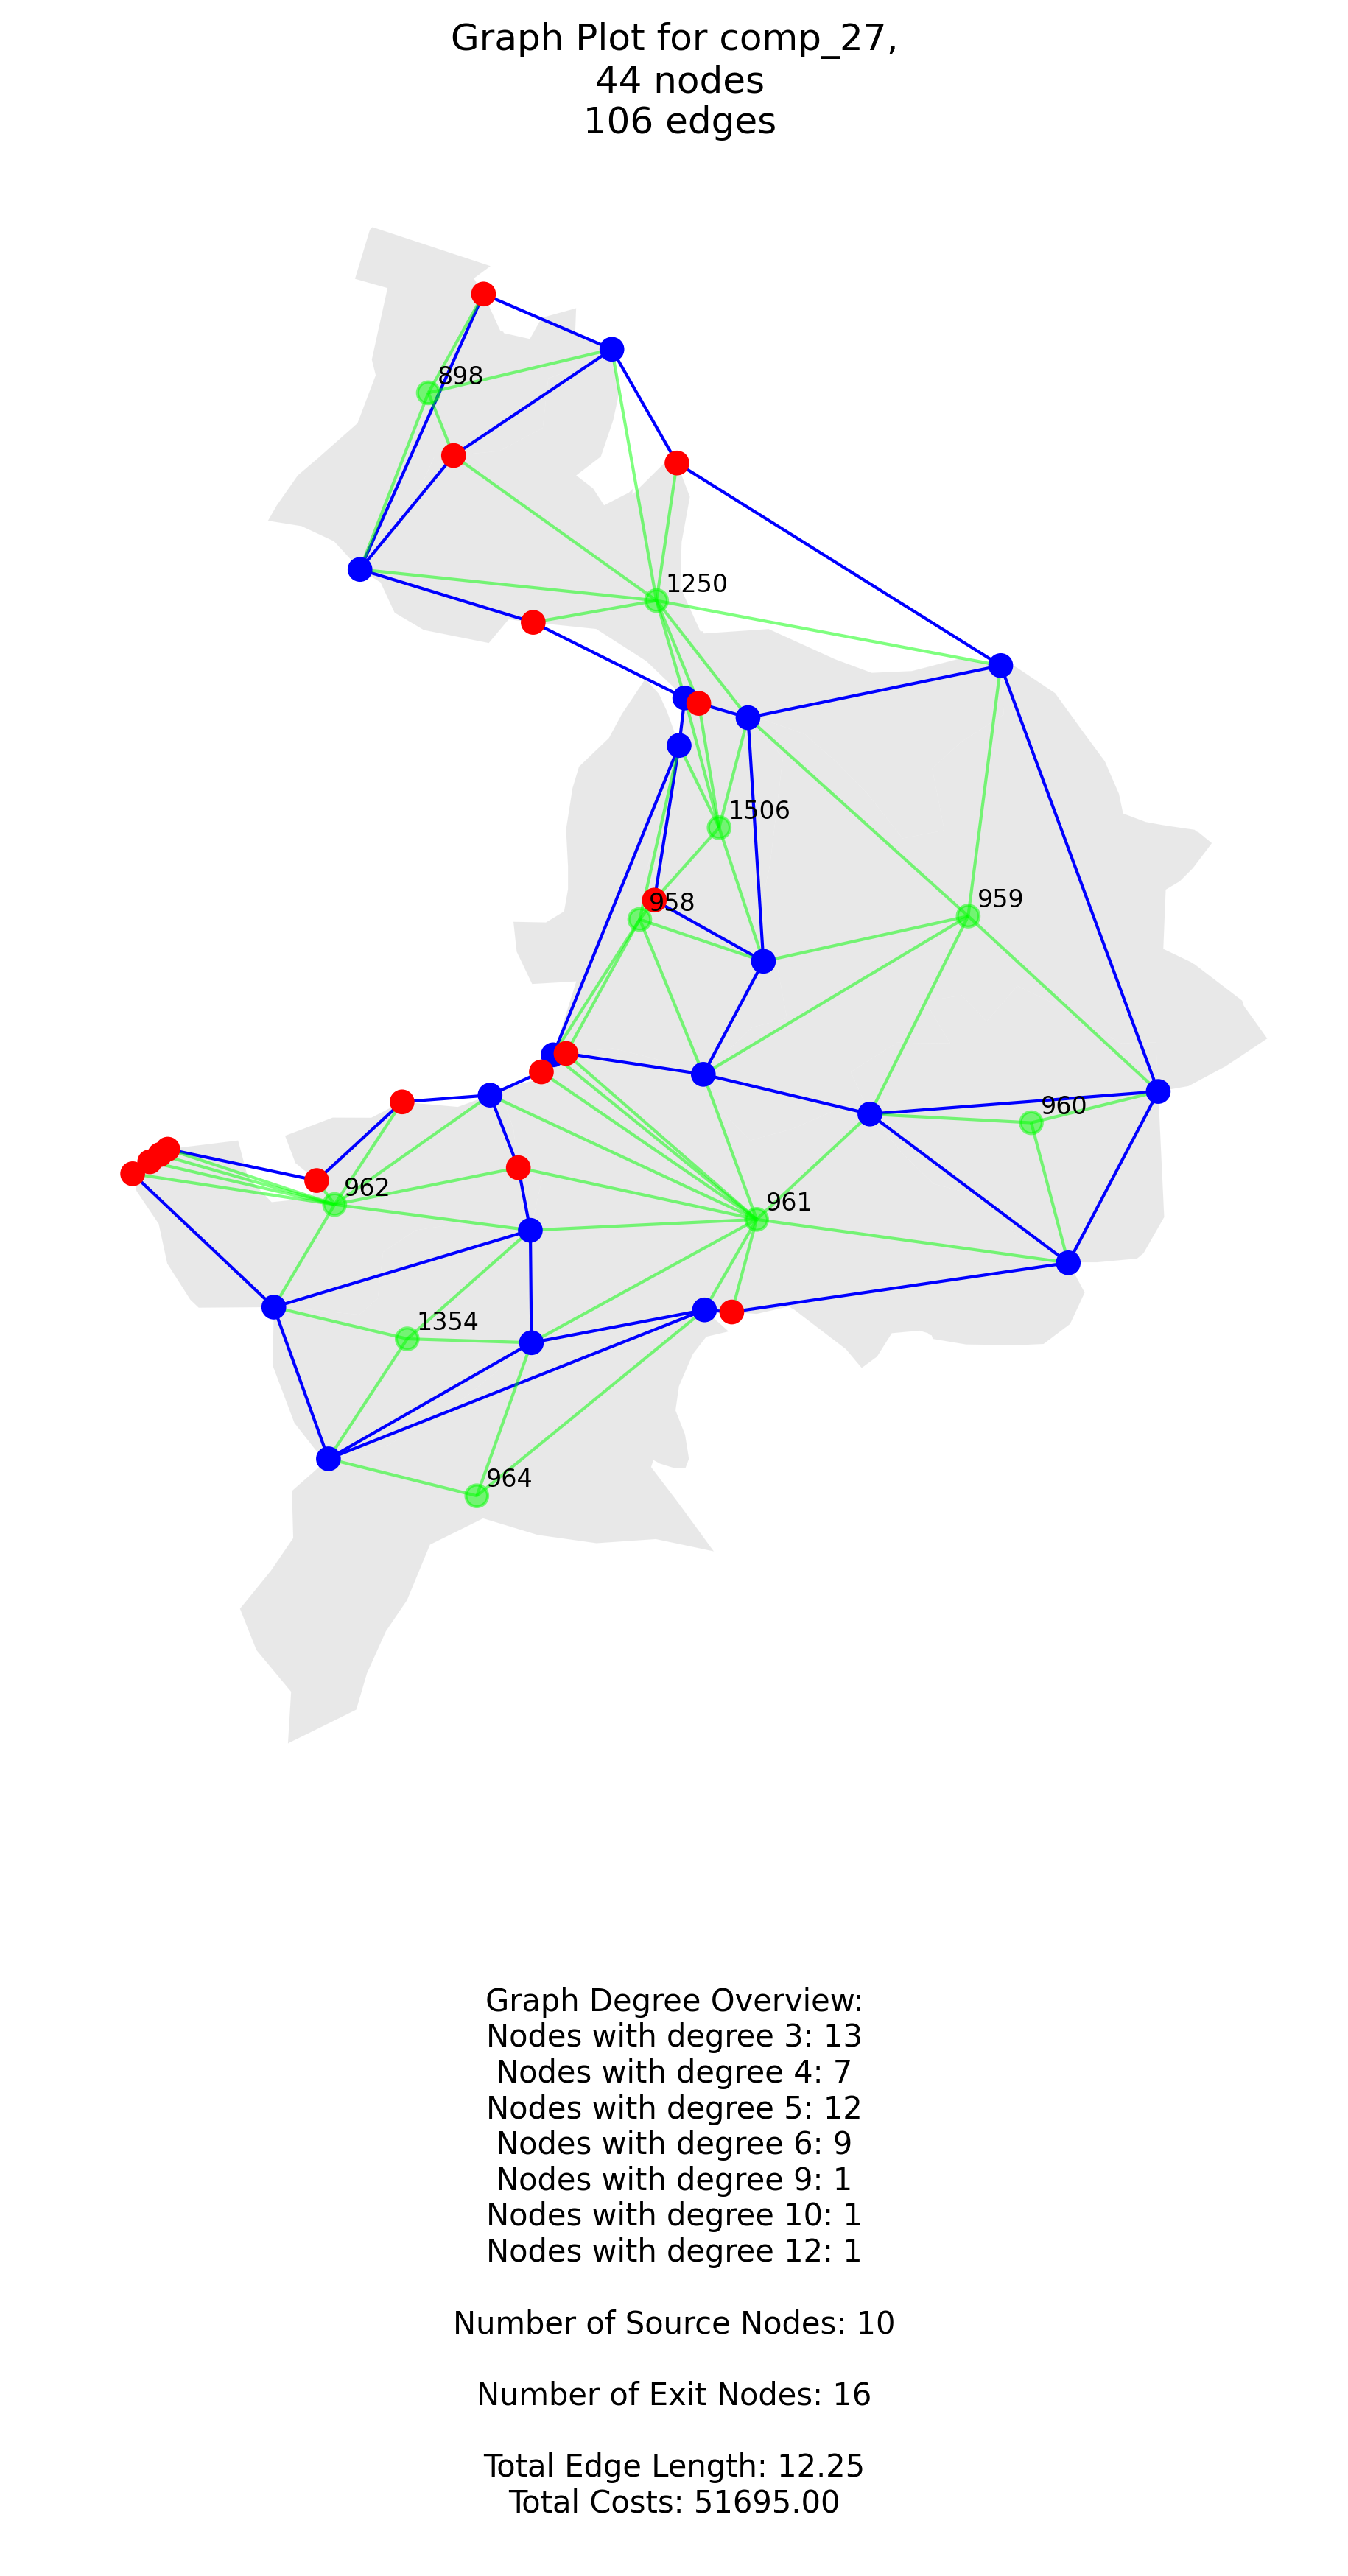 Graph Plot for comp_27,
44 nodes
106 edges
898
1250
1506
958
959
960
962
961
1354
964
Graph Degree Overview:
Nodes with degree 3: 13
Nodes with degree 4: 7
Nodes with degree 5: 12
Nodes with degree 6: 9
Nodes with degree 9: 1
Nodes with degree 10: 1
Nodes with degree 12: 1
Number of Source Nodes: 10
Number of Exit Nodes: 16
Total Edge Length: 12.25
Total Costs: 51695.00